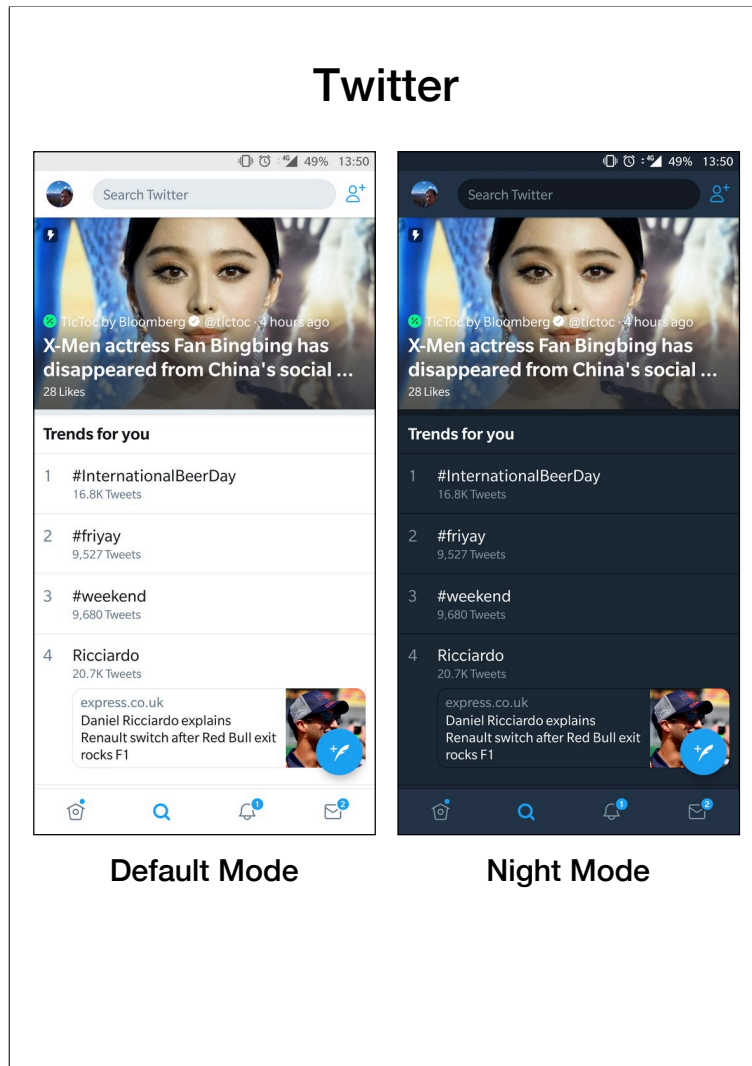 Twitter
4G 49% 13:50
Search Twitter
TicToc by Bloomberg @tictoc · 4 hours ago
X-Men actress Fan Bingbing has
disappeared from China's social ...
28 Likes
Trends for you
1 #InternationalBeerDay
16.8K Tweets
2 #friyay
9,527 Tweets
3 #weekend
9,680 Tweets
4 Ricciardo
20.7K Tweets
express.co.uk
Daniel Ricciardo explains
Renault switch after Red Bull exit
rocks F1
1 2
Default Mode
4G 49% 13:50
Search Twitter
TicToc by Bloomberg @tictoc · 4 hours ago
X-Men actress Fan Bingbing has
disappeared from China's social ...
28 Likes
Trends for you
1 #InternationalBeerDay
16.8K Tweets
2 #friyay
9,527 Tweets
3 #weekend
9,680 Tweets
4 Ricciardo
20.7K Tweets
express.co.uk
Daniel Ricciardo explains
Renault switch after Red Bull exit
rocks F1
1 2
Night Mode